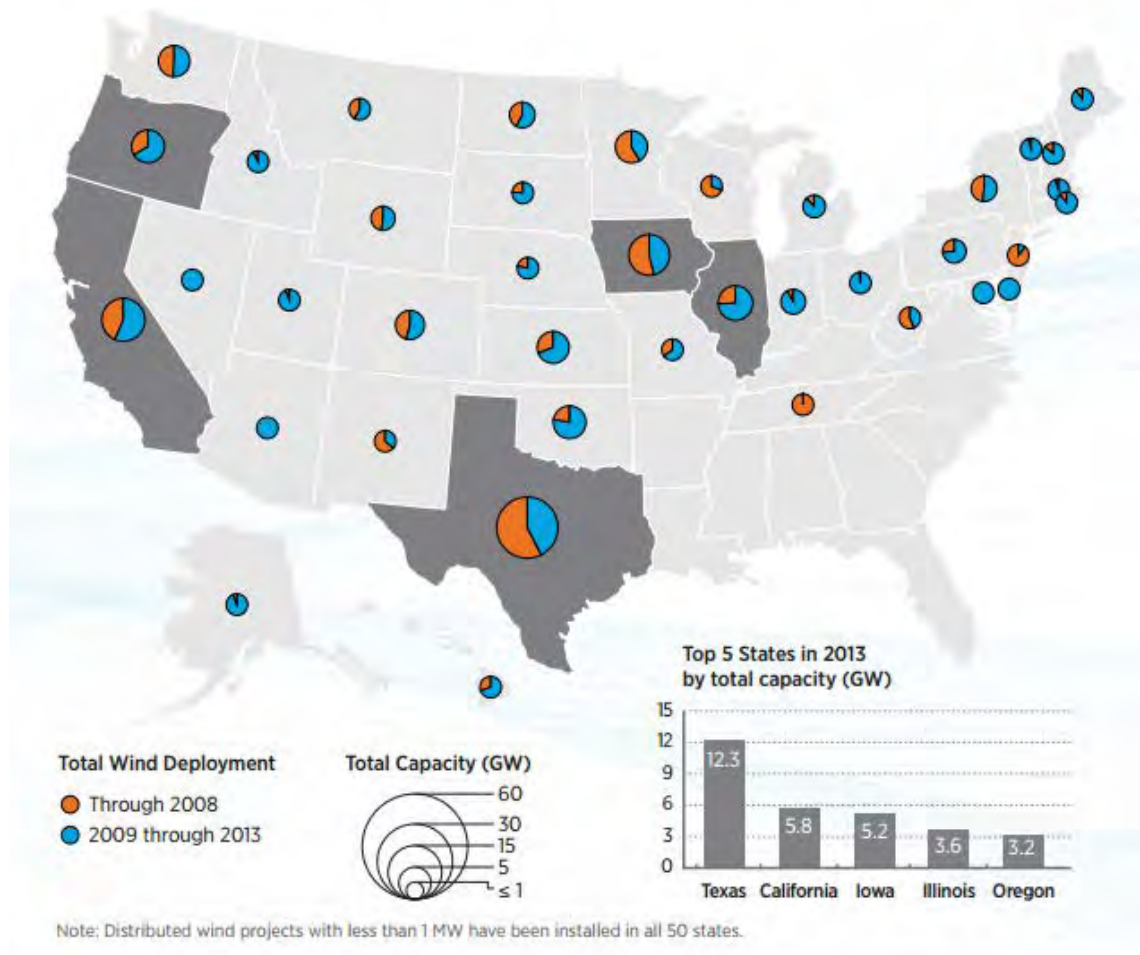 Top 5 States in 2013
by total capacity (GW)
15
12
9
6
3
0
12.3
5.8
5.2
3.6
3.2
Texas California Iowa Illinois Oregon
Total Wind Deployment
Through 2008
2009 through 2013
Total Capacity (GW)
60
30
15
5
≤ 1
Note: Distributed wind projects with less than 1 MW have been installed in all 50 states.